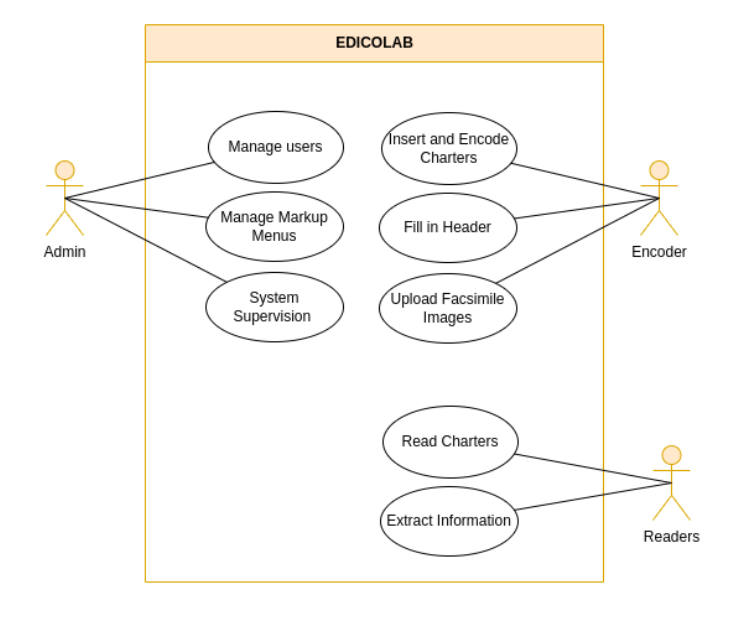 EDICOLAB
Manage users
Insert and Encode
Charters
Manage Markup
Menus
Fill in Header
Admin
Encoder
System
Supervision
Upload Facsimile
Images
Read Charters
Extract Information
Readers